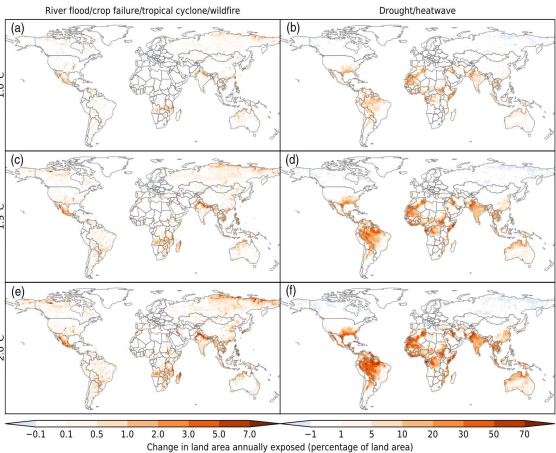 River flood/crop failure/tropical cyclone/wildfire
Drought/heatwave
(a)
(b)
(c)
(d)
(e)
(f)
−0.1 0.1 0.5 1.0 2.0 3.0 5.0 7.0
−1 1 5 10 20 30 50 70
Change in land area annually exposed (percentage of land area)